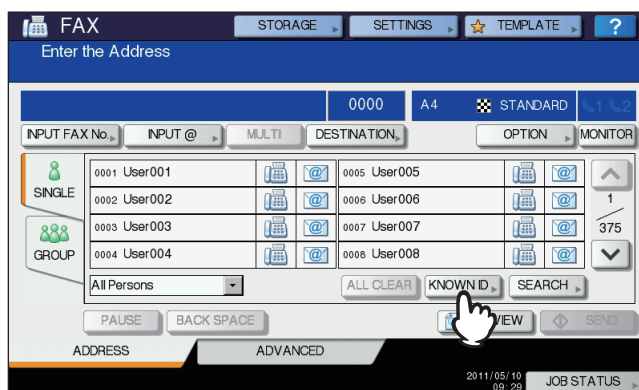 FAX STORAGE SETTINGS TEMPLATE ?
Enter the Address
0000 A4 STANDARD 1 2
INPUT FAX No. INPUT @ MULTI DESTINATION OPTION MONITOR
SINGLE
GROUP
0001 User001 @ 0005 User005 @
0002 User002 @ 0006 User006 @
0003 User003 @ 0007 User007 @
0004 User004 @ 0008 User008 @
1
375
All Persons ALL CLEAR KNOWN ID SEARCH
PAUSE BACK SPACE VIEW SEND
ADDRESS ADVANCED
2011/05/10
09:29 JOB STATUS